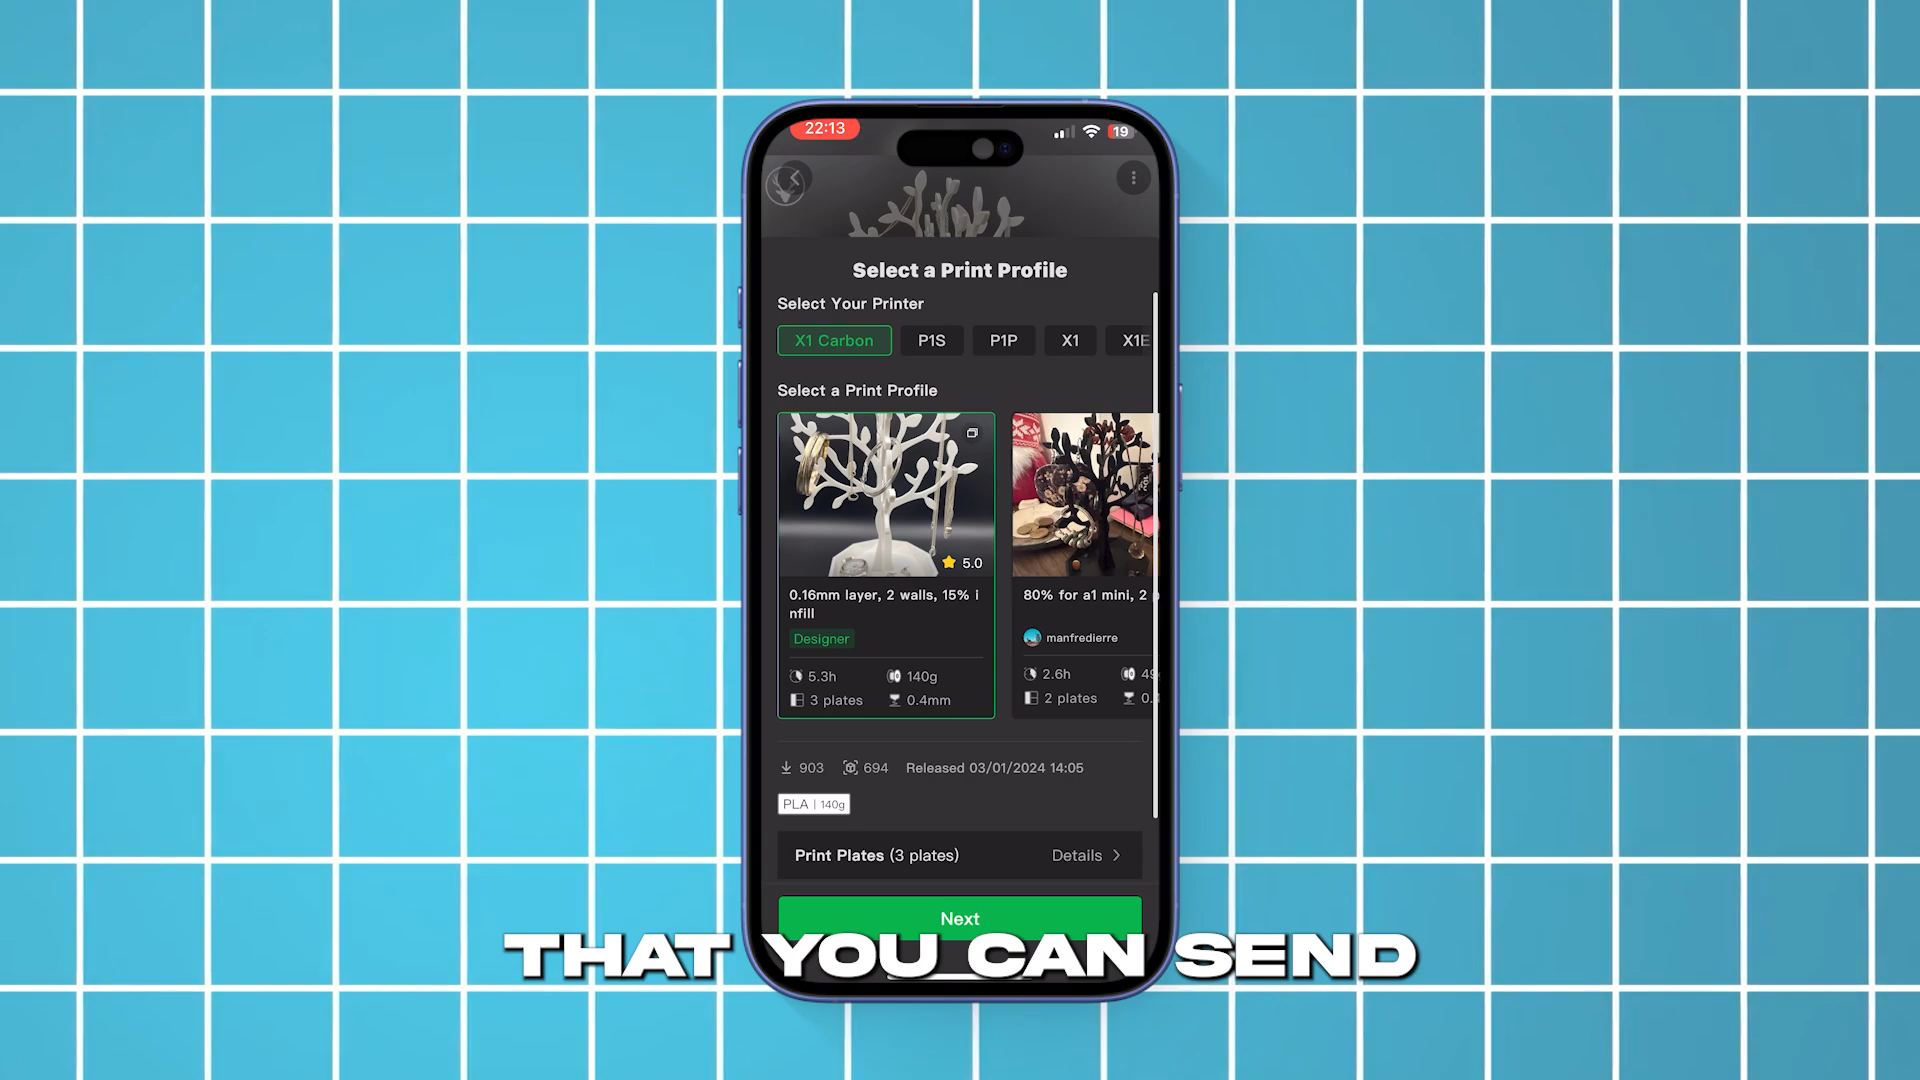 22:13
19
Select a Print Profile
Select Your Printer
X1 Carbon
P1S
P1P
X1
X1E
Select a Print Profile
5.0
0.16mm layer, 2 walls, 15% i
nfill
Designer
5.3h
140g
3 plates
0.4mm
80% for a1 mini, 2
manfredierre
2.6h
49
2 plates
0.
903
694
Released 03/01/2024 14:05
PLA | 140g
Print Plates (3 plates)
Details
Next
THAT YOU CAN SEND